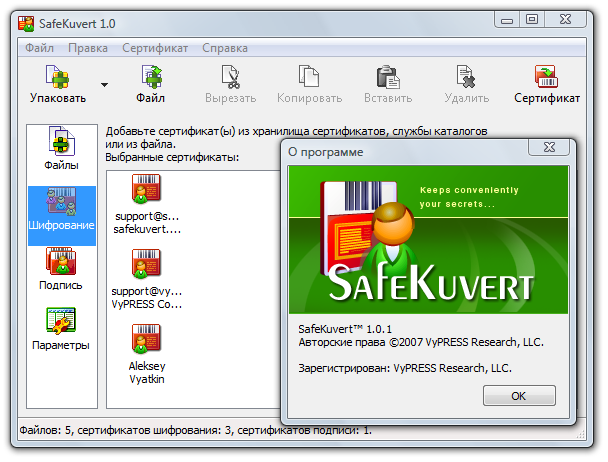 SafeKuvert 1.0
Файл Правка Сертификат Справка
Упаковать Файл Вырезать Копировать Вставить Удалить Сертификат
Добавьте сертификат(ы) из хранилища сертификатов, службы каталогов
или из файла.
Выбранные сертификаты:
Файлы
Шифрование
Подпись
Параметры
support@s...
safekuvert....
support@vy...
VyPRESS Co...
Aleksey
Vyatkin
О программе
Keeps conveniently
your secrets...
SAFEKUVERT
SafeKuvert™ 1.0.1
Авторские права ©2007 VyPRESS Research, LLC.
Зарегистрирован: VyPRESS Research, LLC.
OK
Файлов: 5, сертификатов шифрования: 3, сертификатов подписи: 1.